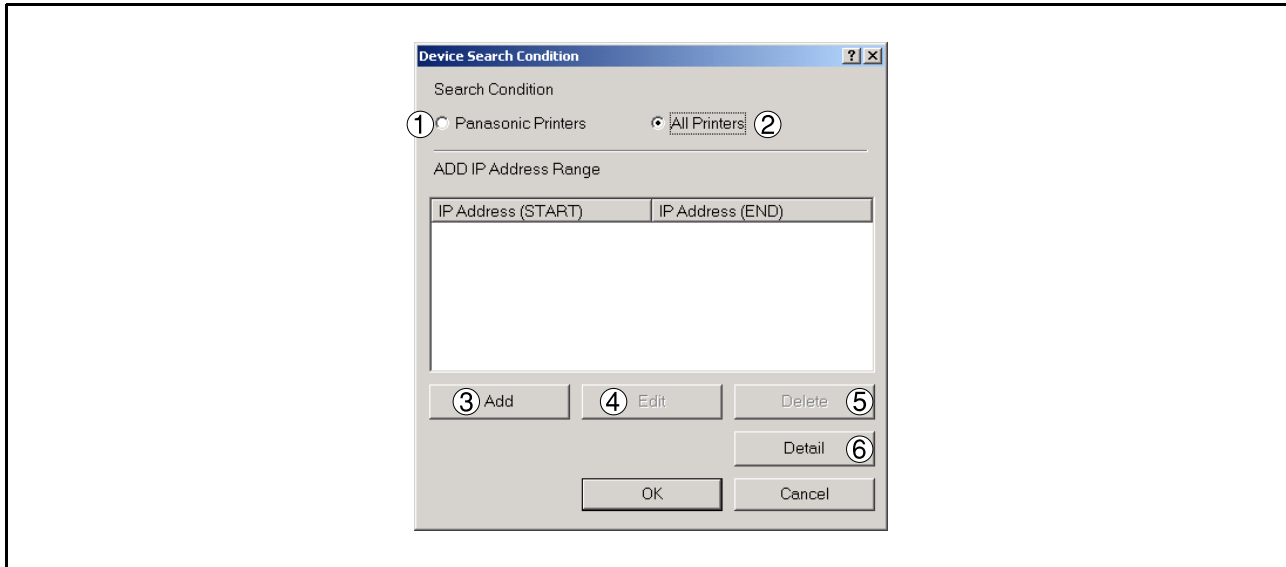 Device Search Condition
Search Condition
① Panasonic Printers All Printers ②
ADD IP Address Range
IP Address (START) IP Address (END)
③ Add ④ Edit Delete ⑤
Detail ⑥
OK Cancel